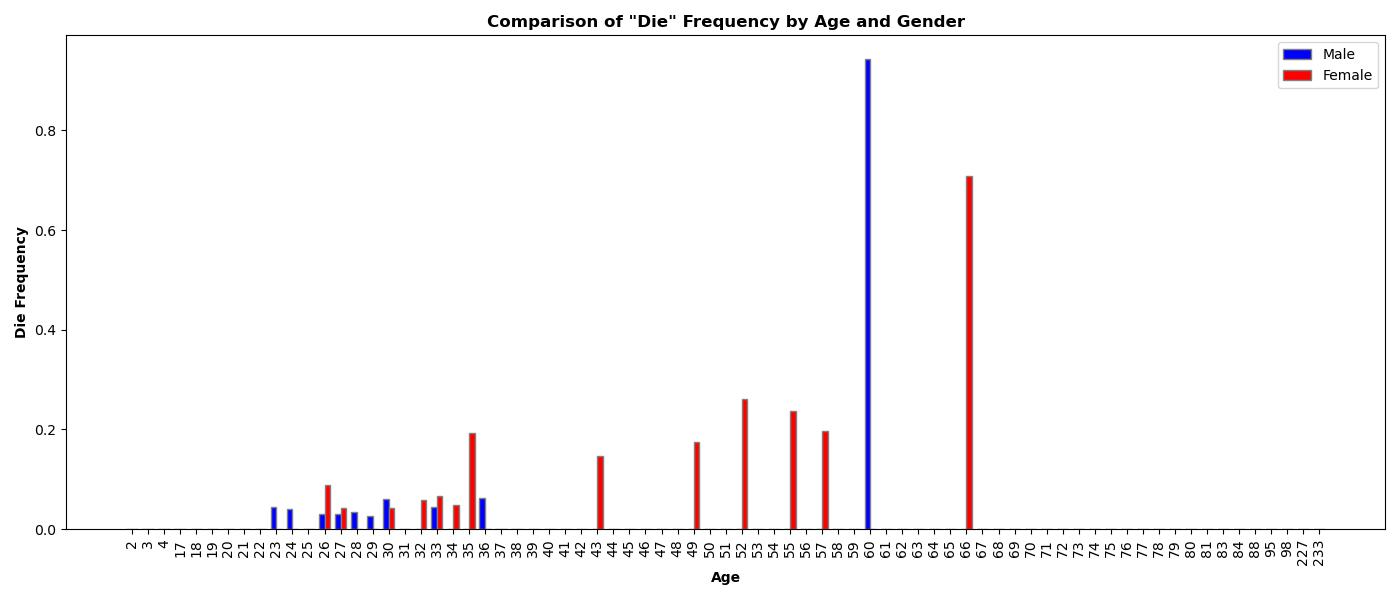 Comparison of "Die" Frequency by Age and Gender
Male
Female
Die Frequency
0.8
0.6
0.4
0.2
0.0
2 3 4 17 18 19 20 21 22 23 24 25 26 27 28 29 30 31 32 33 34 35 36 37 38 39 40 41 42 43 44 45 46 47 48 49 50 51 52 53 54 55 56 57 58 59 60 61 62 63 64 65 66 67 68 69 70 71 72 73 74 75 76 77 78 79 80 81 83 84 88 95 98 227 233
Age